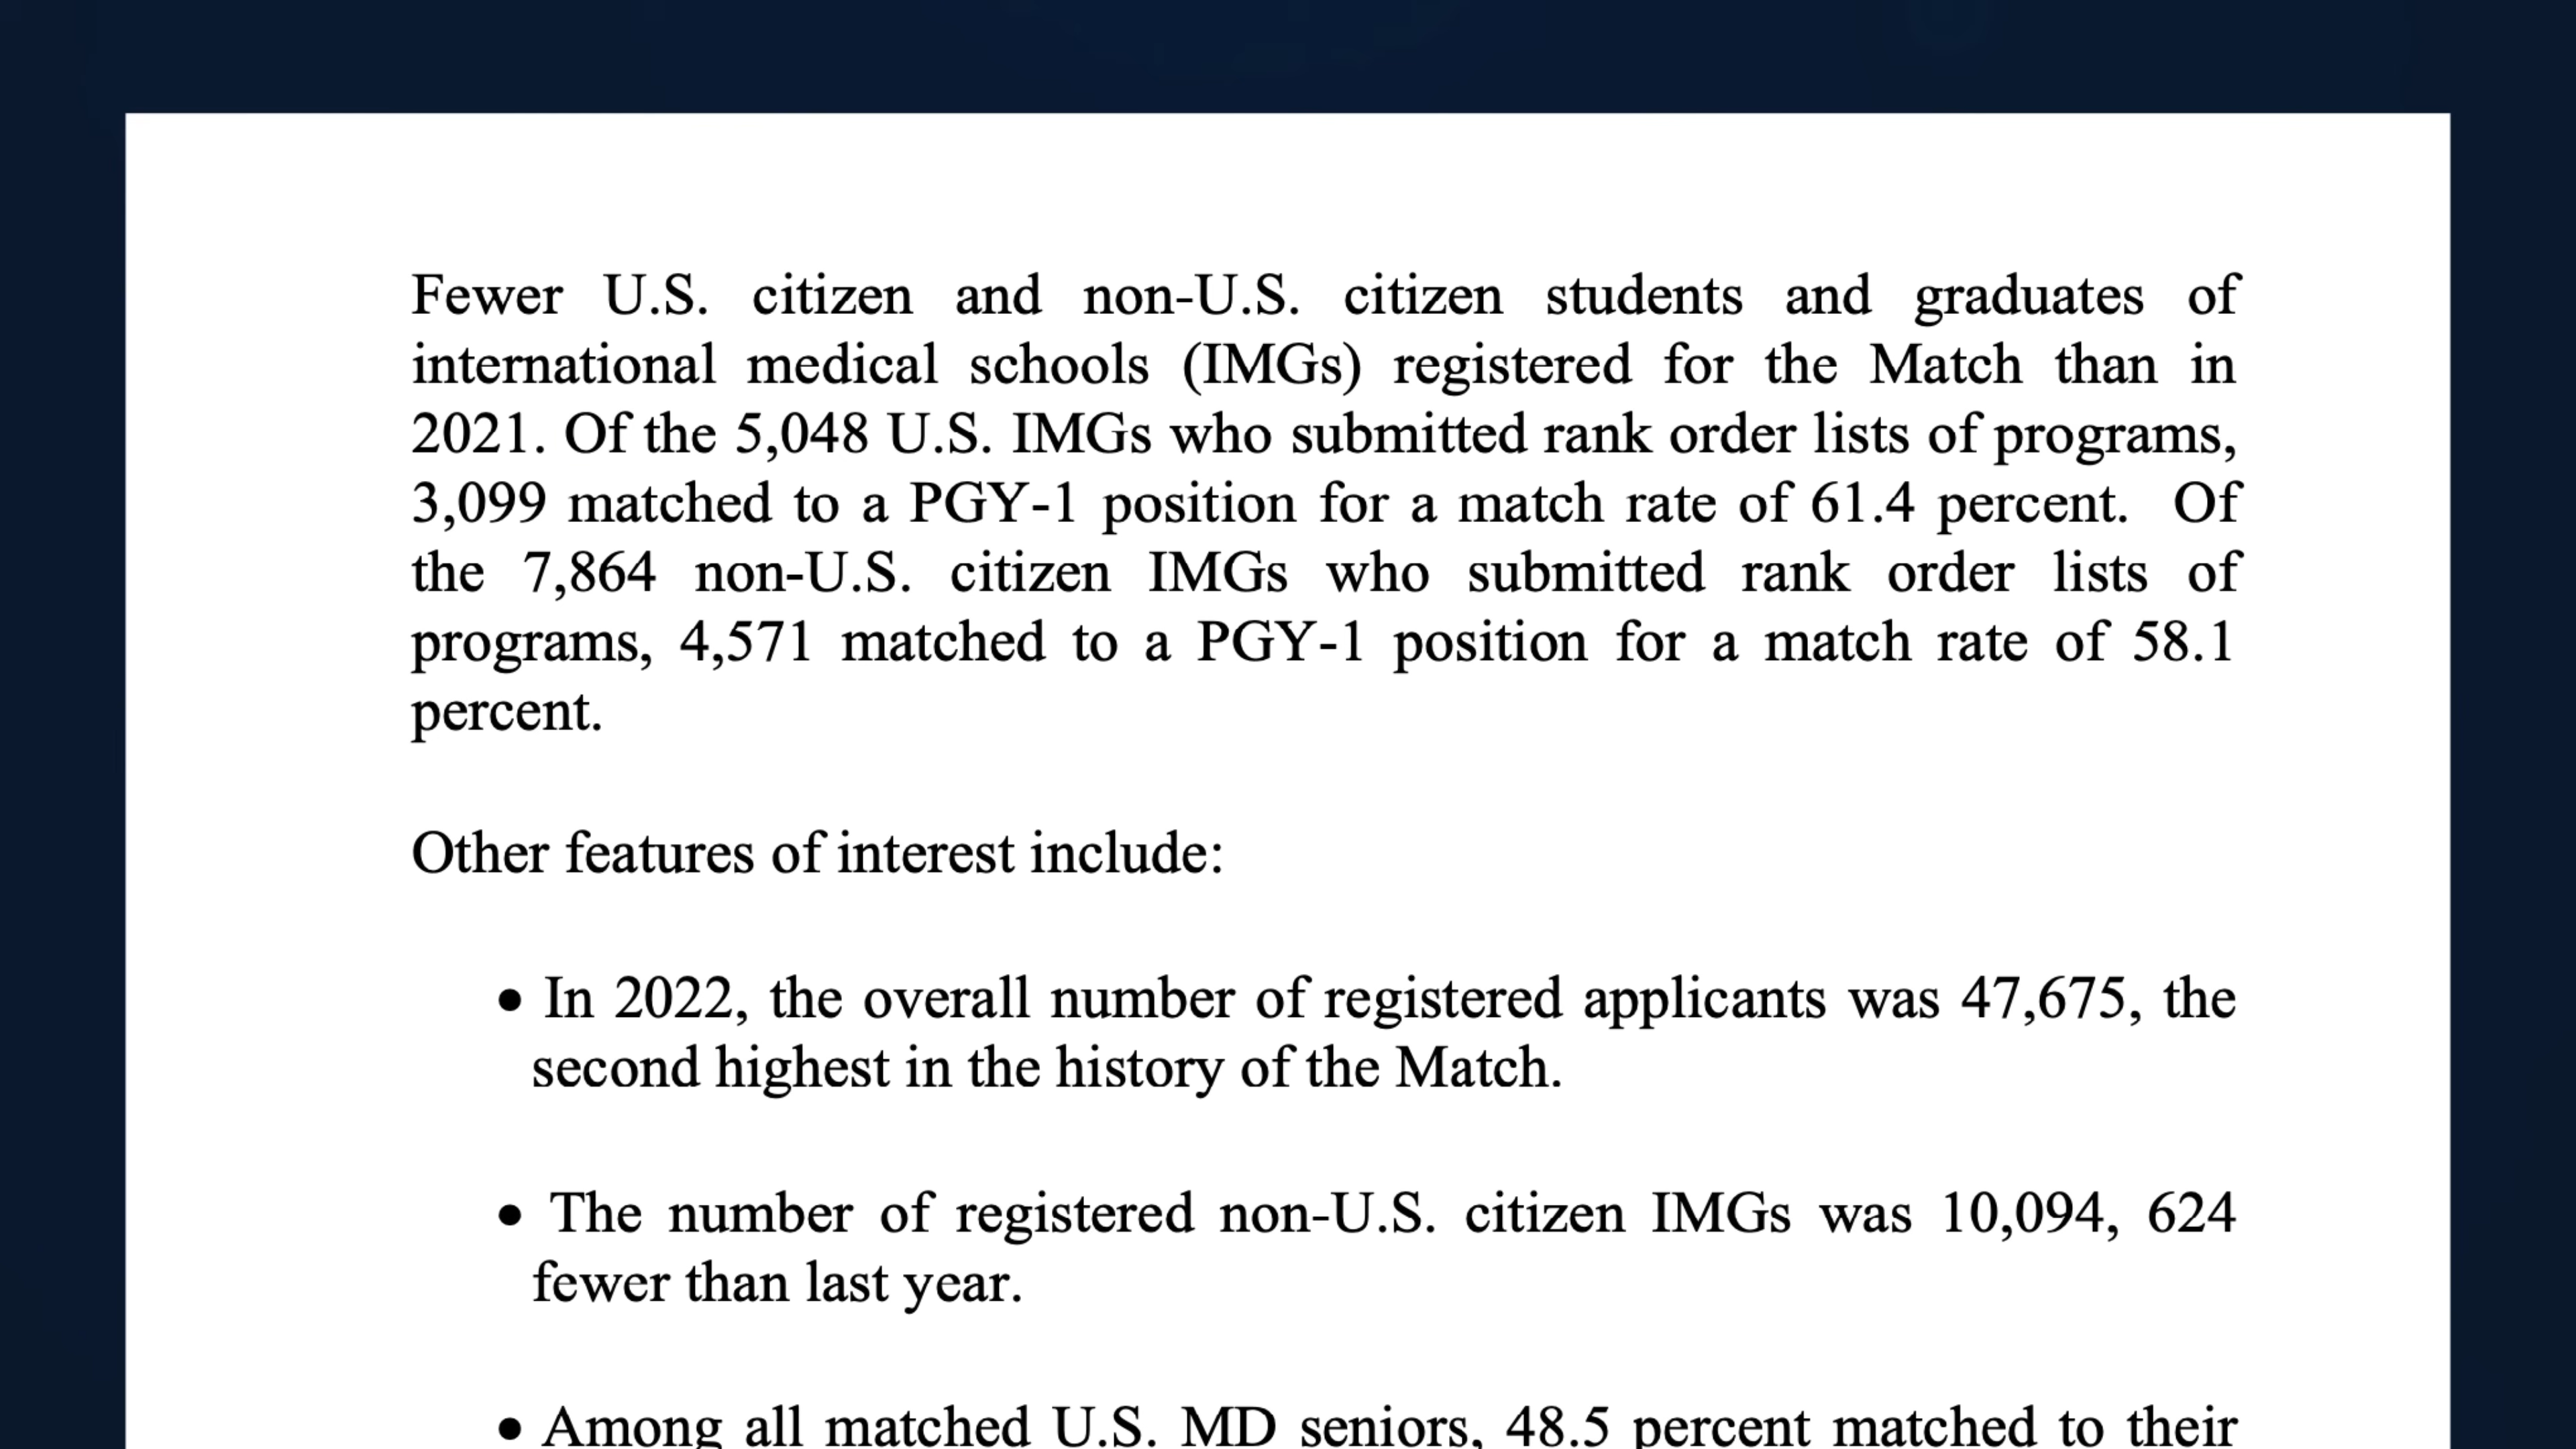 Fewer U.S. citizen and non-U.S. citizen students and graduates of
international medical schools (IMGs) registered for the Match than in
2021. Of the 5,048 U.S. IMGs who submitted rank order lists of programs,
3,099 matched to a PGY-1 position for a match rate of 61.4 percent.  Of
the 7,864 non-U.S. citizen IMGs who submitted rank order lists of
programs, 4,571 matched to a PGY-1 position for a match rate of 58.1
percent.
Other features of interest include:
● In 2022, the overall number of registered applicants was 47,675, the
second highest in the history of the Match.
● The number of registered non-U.S. citizen IMGs was 10,094, 624
fewer than last year.
● Among all matched U.S. MD seniors, 48.5 percent matched to their